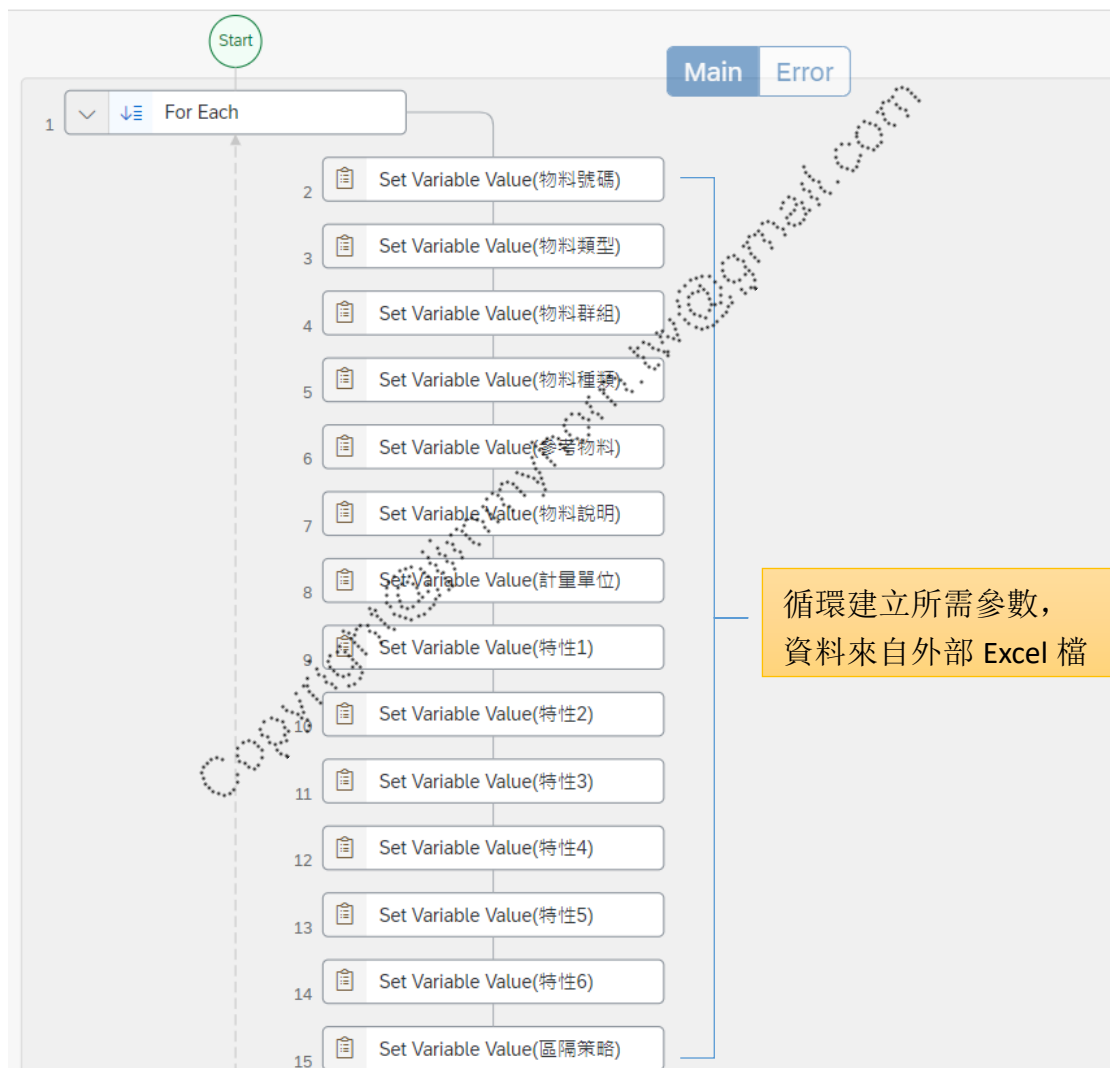 Start
Main Error
1 For Each
2 Set Variable Value(物料號碼)
3 Set Variable Value(物料類型)
4 Set Variable Value(物料群組)
5 Set Variable Value(物料種類)
6 Set Variable Value(參考物料)
7 Set Variable Value(物料說明)
8 Set Variable Value(計量單位)
9 Set Variable Value(特性1)
10 Set Variable Value(特性2)
11 Set Variable Value(特性3)
12 Set Variable Value(特性4)
13 Set Variable Value(特性5)
14 Set Variable Value(特性6)
15 Set Variable Value(區隔策略)
循環建立所需參數，
資料來自外部 Excel 檔